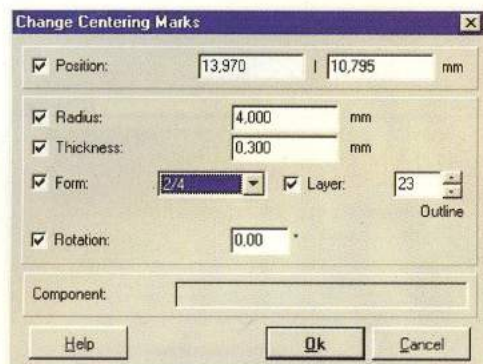 Change Centering Marks
Position: 13,970 | 10,795 mm
Radius: 4,000 mm
Thickness: 0,300 mm
Form: 2/4 Layer: 23
Outline
Rotation: 0,00 °
Component:
Help Ok Cancel